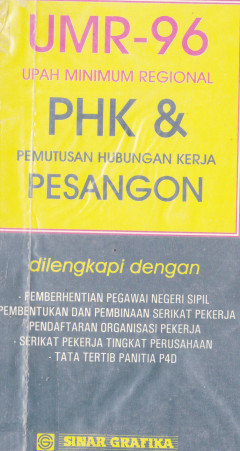 UMR-96
UPAH MINIMUM REGIONAL
PHK &
PEMUTUSAN HUBUNGAN KERJA
PESANGON
dilengkapi dengan
· PEMBERHENTIAN PEGAWAI NEGERI SIPIL
PEMBENTUKAN DAN PEMBINAAN SERIKAT PEKERJA
· PENDAFTARAN ORGANISASI PEKERJA
· SERIKAT PEKERJA TINGKAT PERUSAHAAN
· TATA TERTIB PANITIA P4D
SINAR GRAFIKA